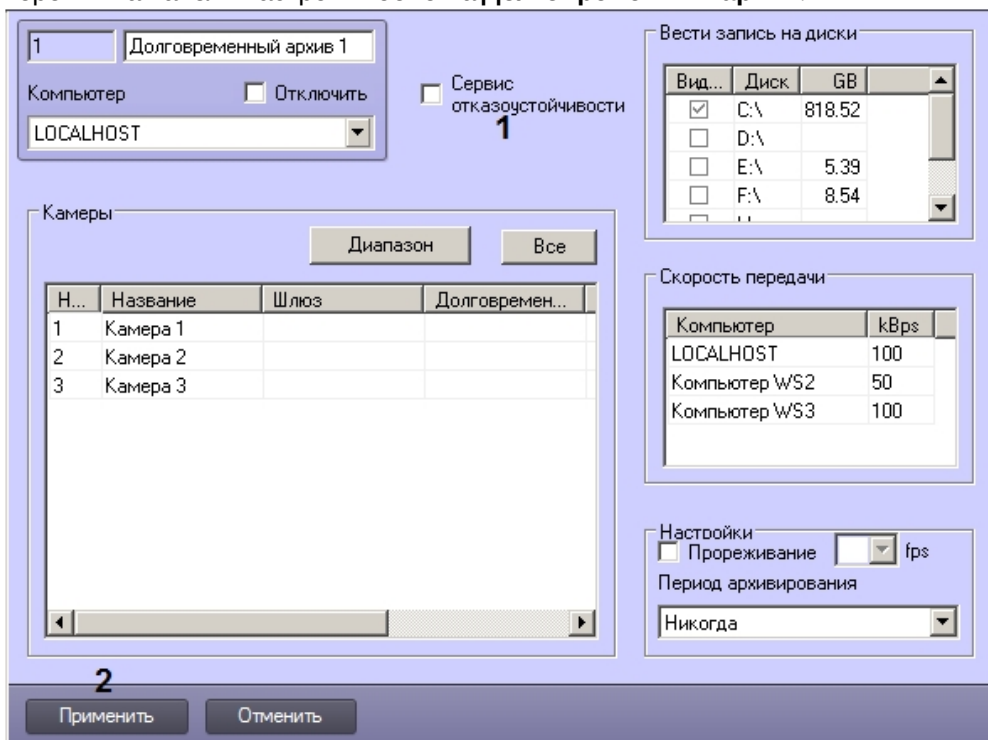 1 Долговременный архив 1
Компьютер Отключить
LOCALHOST
Сервис
отказоустойчивости
1
Вести запись на диски
Вид... Диск GB
C:\ 818.52
D:\
E:\ 5.39
F:\ 8.54
Камеры
Диапазон Все
Н... Название Шлюз Долговремен...
1 Камера 1
2 Камера 2
3 Камера 3
Скорость передачи
Компьютер kBps
LOCALHOST 100
Компьютер WS2 50
Компьютер WS3 100
Настройки
Прореживание fps
Период архивирования
Никогда
2
Применить Отменить